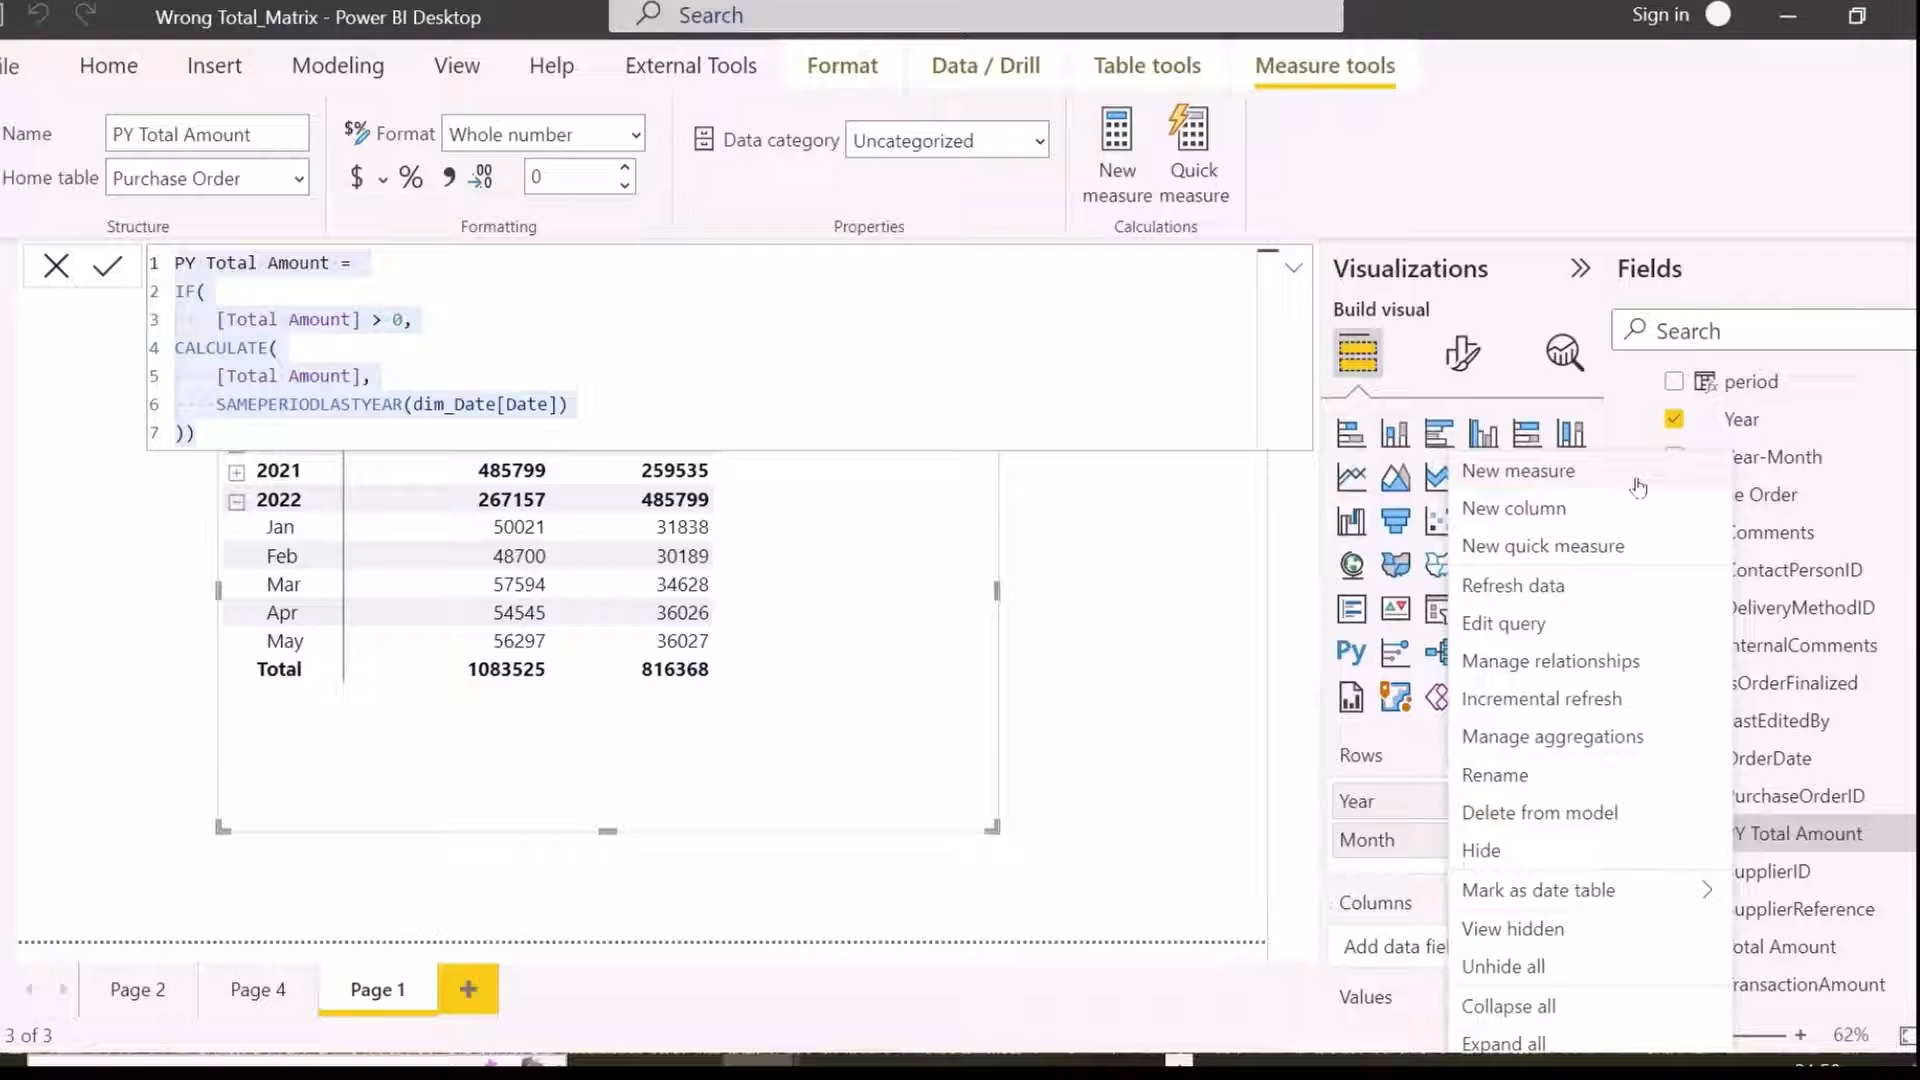 Wrong Total_Matrix - Power BI Desktop
Search
Sign in
ile
Home
Insert
Modeling
View
Help
External Tools
Format
Data / Drill
Table tools
Measure tools
Name
PY Total Amount
Home table
Purchase Order
Structure
Format
Whole number
$
%
0
Formatting
Data category
Uncategorized
Properties
New measure
Quick measure
Calculations
1 PY Total Amount =
2 IF(
3 [Total Amount] > 0,
4 CALCULATE(
5 [Total Amount],
6 SAMEPERIODLASTYEAR(dim_Date[Date])
7 ))
2021 485799 259535
2022 267157 485799
Jan 50021 31838
Feb 48700 30189
Mar 57594 34628
Apr 54545 36026
May 56297 36027
Total 1083525 816368
Page 2
Page 4
Page 1
3 of 3
Visualizations
Build visual
Py
Rows
Year
Month
Columns
Add data fie
Values
New measure
New column
New quick measure
Refresh data
Edit query
Manage relationships
Incremental refresh
Manage aggregations
Rename
Delete from model
Hide
Mark as date table
View hidden
Unhide all
Collapse all
Expand all
Fields
Search
period
Year
ear-Month
e Order
omments
ontactPersonID
DeliveryMethodID
nternalComments
sOrderFinalized
astEditedBy
OrderDate
PurchaseOrderID
Y Total Amount
upplierID
upplierReference
otal Amount
ransactionAmount
62%